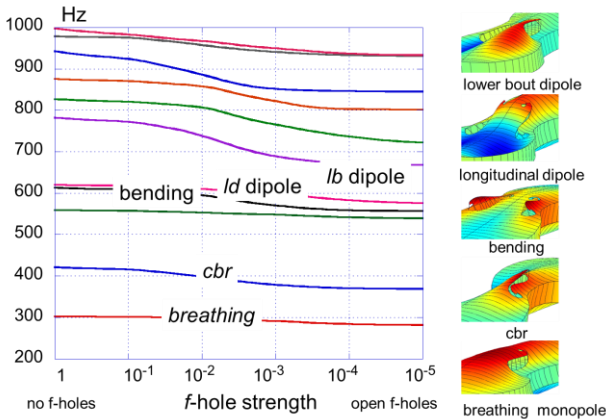 Hz
1000
900
800
700
600
500
400
300
200
bending
ld dipole
lb dipole
cbr
breathing
1
10⁻¹
10⁻²
10⁻³
10⁻⁴
10⁻⁵
no f-holes
f-hole strength
open f-holes
lower bout dipole
longitudinal dipole
bending
cbr
breathing monopole